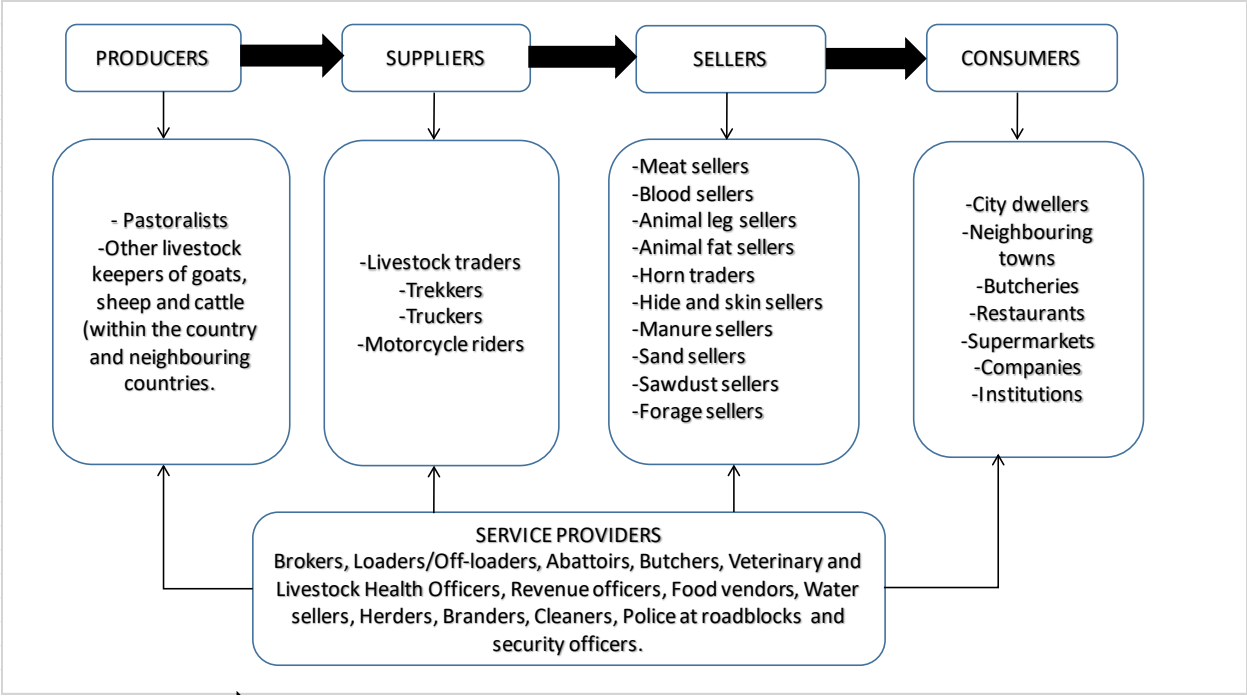 PRODUCERS
SUPPLIERS
SELLERS
CONSUMERS
- Pastoralists
-Other livestock
keepers of goats,
sheep and cattle
(within the country
and neighbouring
countries.
-Livestock traders
-Trekkers
-Truckers
-Motorcycle riders
-Meat sellers
-Blood sellers
-Animal leg sellers
-Animal fat sellers
-Horn traders
-Hide and skin sellers
-Manure sellers
-Sand sellers
-Sawdust sellers
-Forage sellers
-City dwellers
-Neighbouring
towns
-Butcheries
-Restaurants
-Supermarkets
-Companies
-Institutions
SERVICE PROVIDERS
Brokers, Loaders/Off-loaders, Abattoirs, Butchers, Veterinary and
Livestock Health Officers, Revenue officers, Food vendors, Water
sellers, Herders, Branders, Cleaners, Police at roadblocks and
security officers.